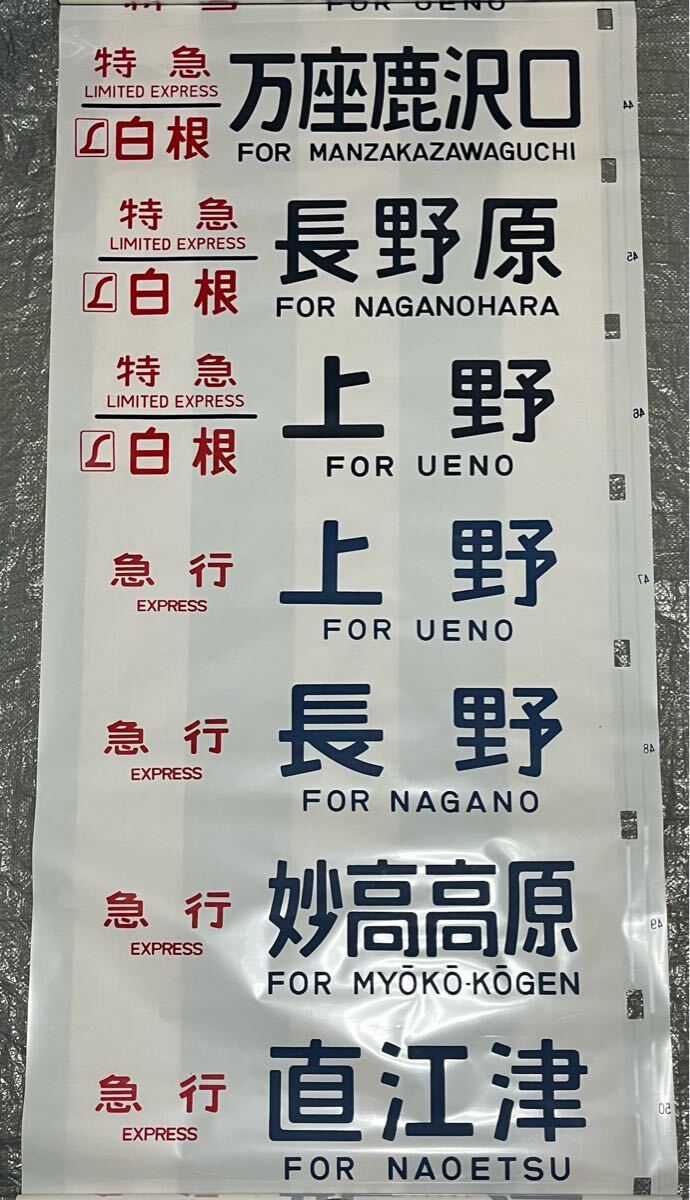 FOR UENO
特急
LIMITED EXPRESS
白根
万座鹿沢口
FOR MANZAKAZAWAGUCHI
44
特急
LIMITED EXPRESS
白根
長野原
FOR NAGANOHARA
45
特急
LIMITED EXPRESS
白根
上野
FOR UENO
46
急行
EXPRESS
上野
FOR UENO
47
急行
EXPRESS
長野
FOR NAGANO
48
急行
EXPRESS
妙高高原
FOR MYŌKŌ-KŌGEN
49
急行
EXPRESS
直江津
FOR NAOETSU
50